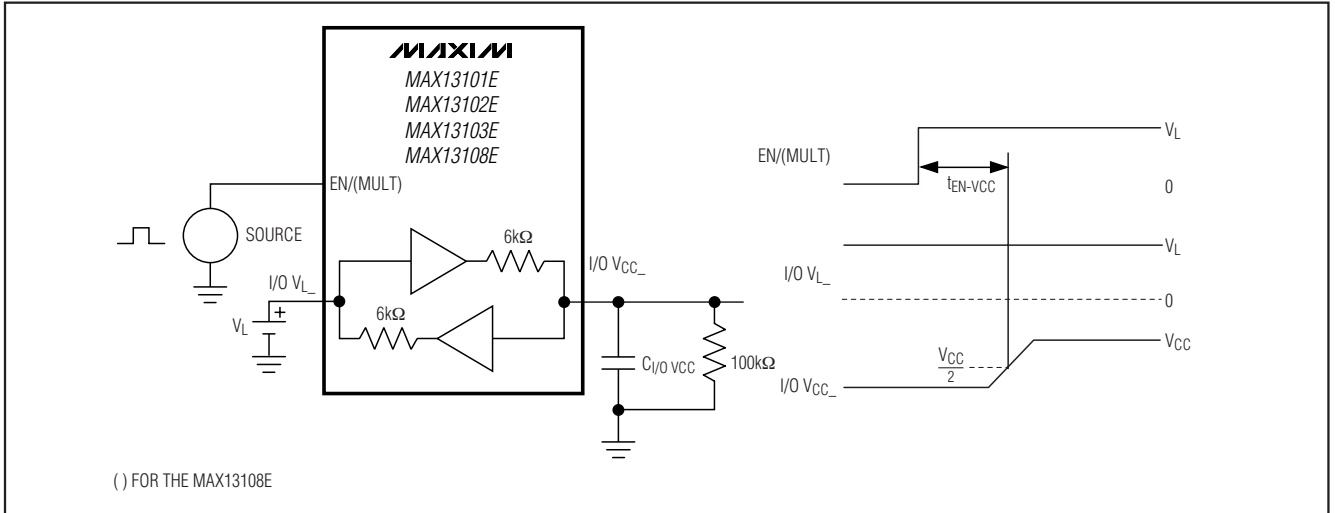 MAXIM
MAX13101E
MAX13102E
MAX13103E
MAX13108E
EN/(MULT)
SOURCE
I/O VL_
VL
+
6kΩ
6kΩ
I/O VCC_
CI/O VCC
100kΩ
EN/(MULT)
VL
tEN-VCC
0
VL
I/O VL_
0
VCC
VCC
2
I/O VCC_
( ) FOR THE MAX13108E